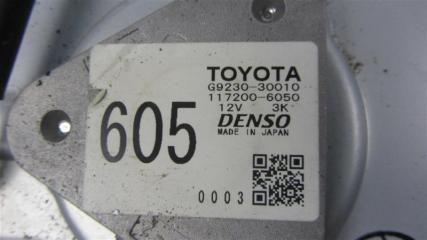 TOYOTA
G9230-30010
117200-6050
12V 3K
605
DENSO
MADE IN JAPAN
0003